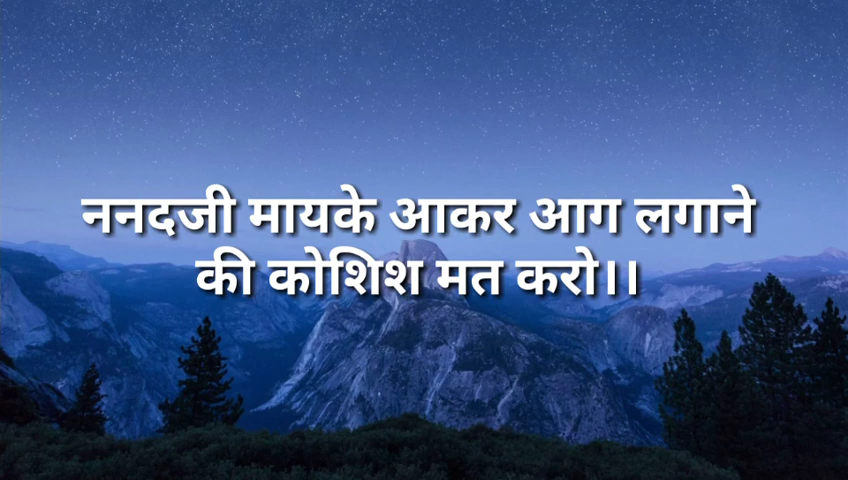 ननदजी मायके आकर आग लगाने
की कोशिश मत करो।।